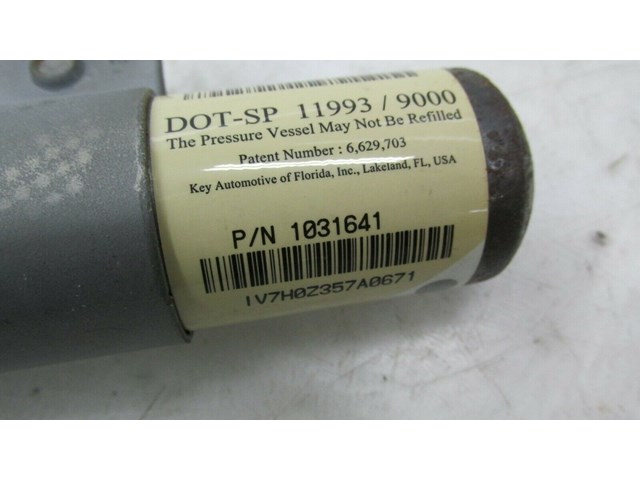 DOT-SP 11993 / 9000
The Pressure Vessel May Not Be Refilled
Patent Number : 6,629,703
Key Automotive of Florida, Inc., Lakeland, FL, USA
P/N 1031641
IV7H0Z357A0671